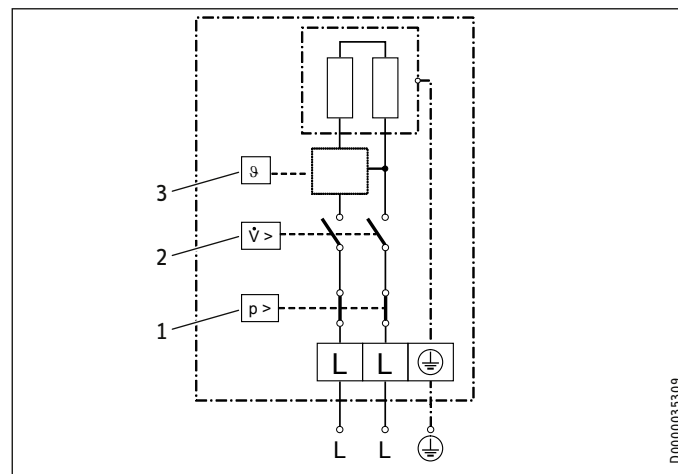 3 ϑ
2 V̇ >
1 p >
L L
L L
D0000035309